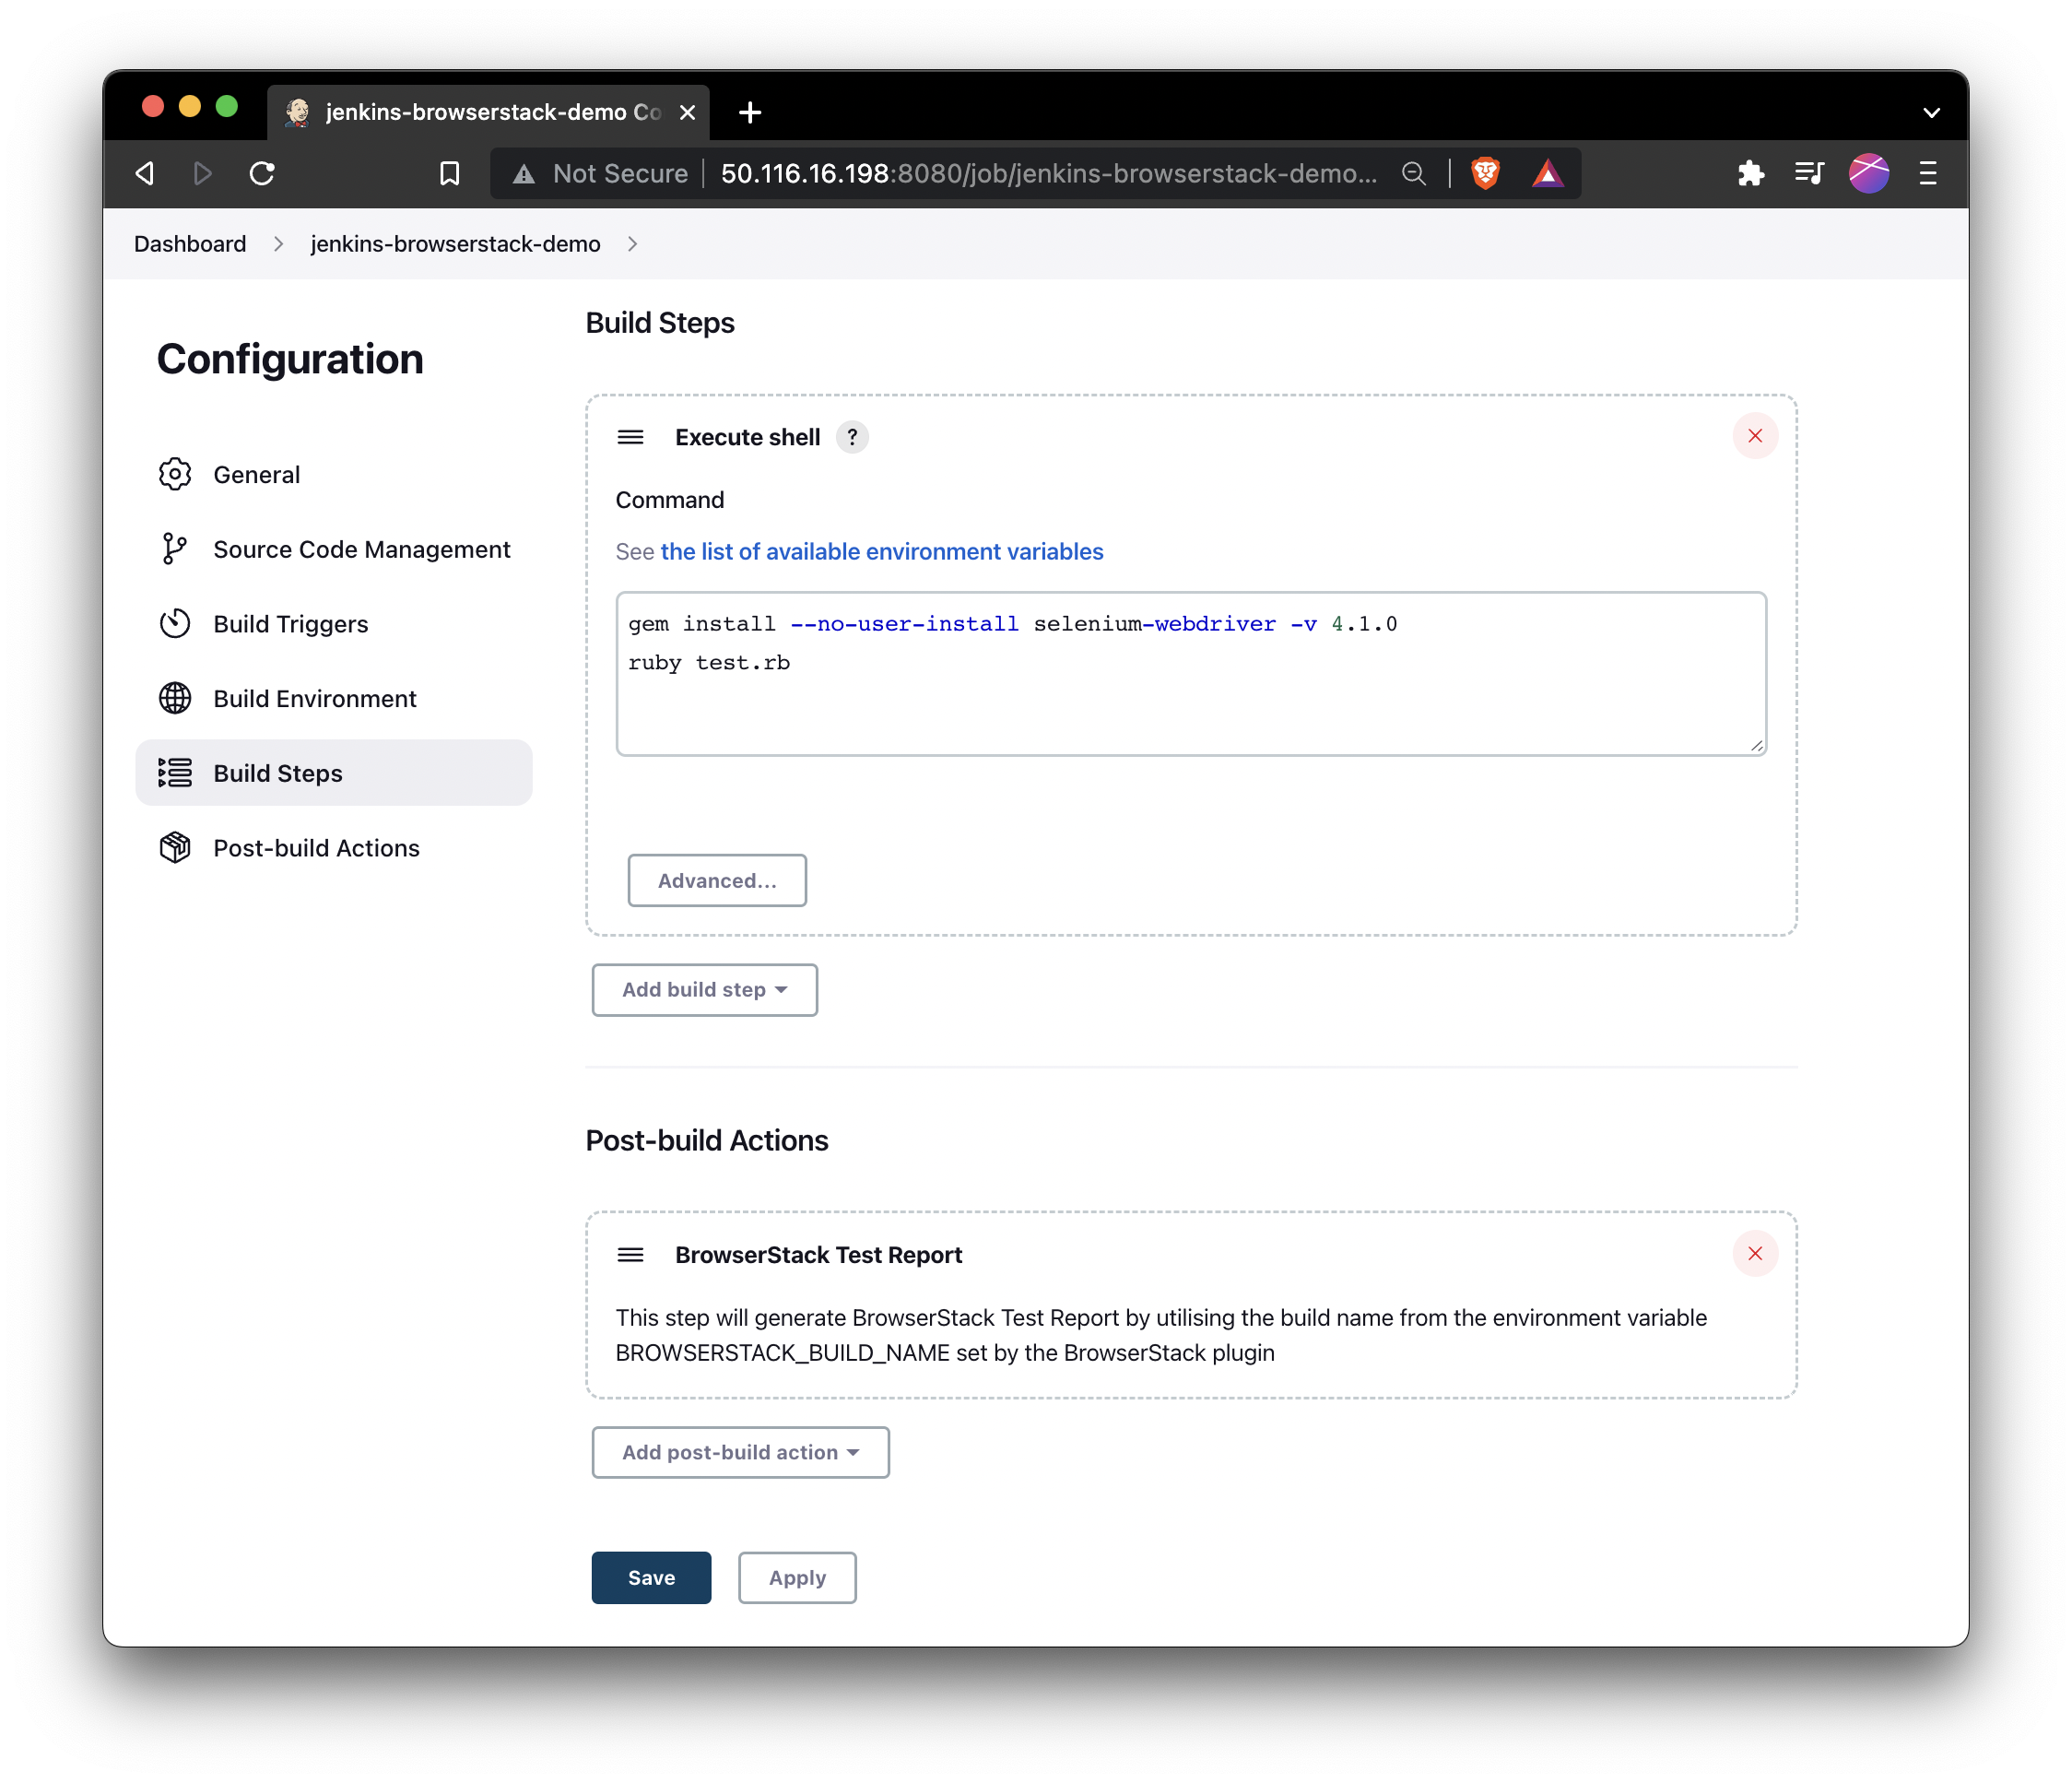 jenkins-browserstack-demo Co
Not Secure 50.116.16.198:8080/job/jenkins-browserstack-demo...
Dashboard jenkins-browserstack-demo
Configuration
General
Source Code Management
Build Triggers
Build Environment
Build Steps
Post-build Actions
Build Steps
Execute shell ?
Command
See the list of available environment variables
gem install --no-user-install selenium-webdriver -v 4.1.0
ruby test.rb
Advanced...
Add build step
Post-build Actions
BrowserStack Test Report
This step will generate BrowserStack Test Report by utilising the build name from the environment variable
BROWSERSTACK_BUILD_NAME set by the BrowserStack plugin
Add post-build action
Save Apply